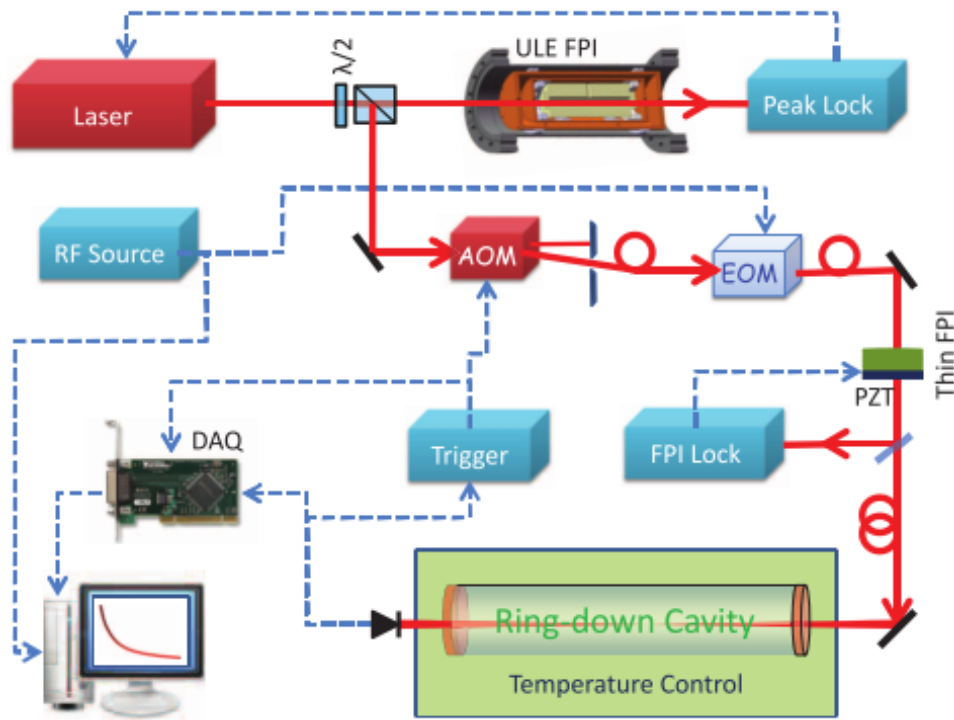 λ/2
ULE FPI
Laser
Peak Lock
RF Source
AOM
EOM
Thin FPI
PZT
DAQ
Trigger
FPI Lock
Ring-down Cavity
Temperature Control